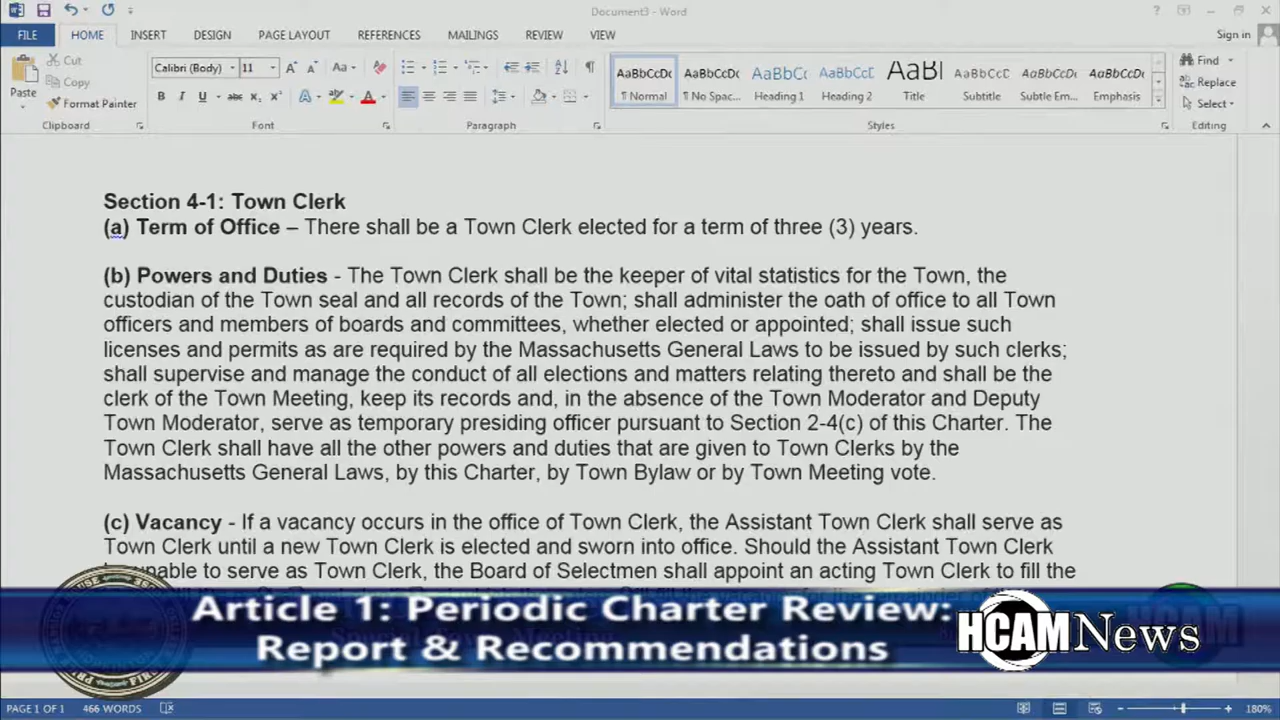 Document3 - Word
?
FILE HOME INSERT DESIGN PAGE LAYOUT REFERENCES MAILINGS REVIEW VIEW Sign in
Paste
Cut
Copy
Format Painter
Clipboard
Calibri (Body) 11
Font
Paragraph
AaBbCcDc AaBbCcDc AaBbCc AaBbCc AaBl AaBbCcD AaBbCcDc AaBbCcDc
¶ Normal ¶ No Spac... Heading 1 Heading 2 Title Subtitle Subtle Em... Emphasis
Styles
Find
Replace
Select
Editing
Section 4-1: Town Clerk
(a) Term of Office – There shall be a Town Clerk elected for a term of three (3) years.
(b) Powers and Duties - The Town Clerk shall be the keeper of vital statistics for the Town, the
custodian of the Town seal and all records of the Town; shall administer the oath of office to all Town
officers and members of boards and committees, whether elected or appointed; shall issue such
licenses and permits as are required by the Massachusetts General Laws to be issued by such clerks;
shall supervise and manage the conduct of all elections and matters relating thereto and shall be the
clerk of the Town Meeting, keep its records and, in the absence of the Town Moderator and Deputy
Town Moderator, serve as temporary presiding officer pursuant to Section 2-4(c) of this Charter. The
Town Clerk shall have all the other powers and duties that are given to Town Clerks by the
Massachusetts General Laws, by this Charter, by Town Bylaw or by Town Meeting vote.
(c) Vacancy - If a vacancy occurs in the office of Town Clerk, the Assistant Town Clerk shall serve as
Town Clerk until a new Town Clerk is elected and sworn into office. Should the Assistant Town Clerk
unable to serve as Town Clerk, the Board of Selectmen shall appoint an acting Town Clerk to fill the
Article 1: Periodic Charter Review:
Report & Recommendations
HCAM News
PAGE 1 OF 1 466 WORDS 180%